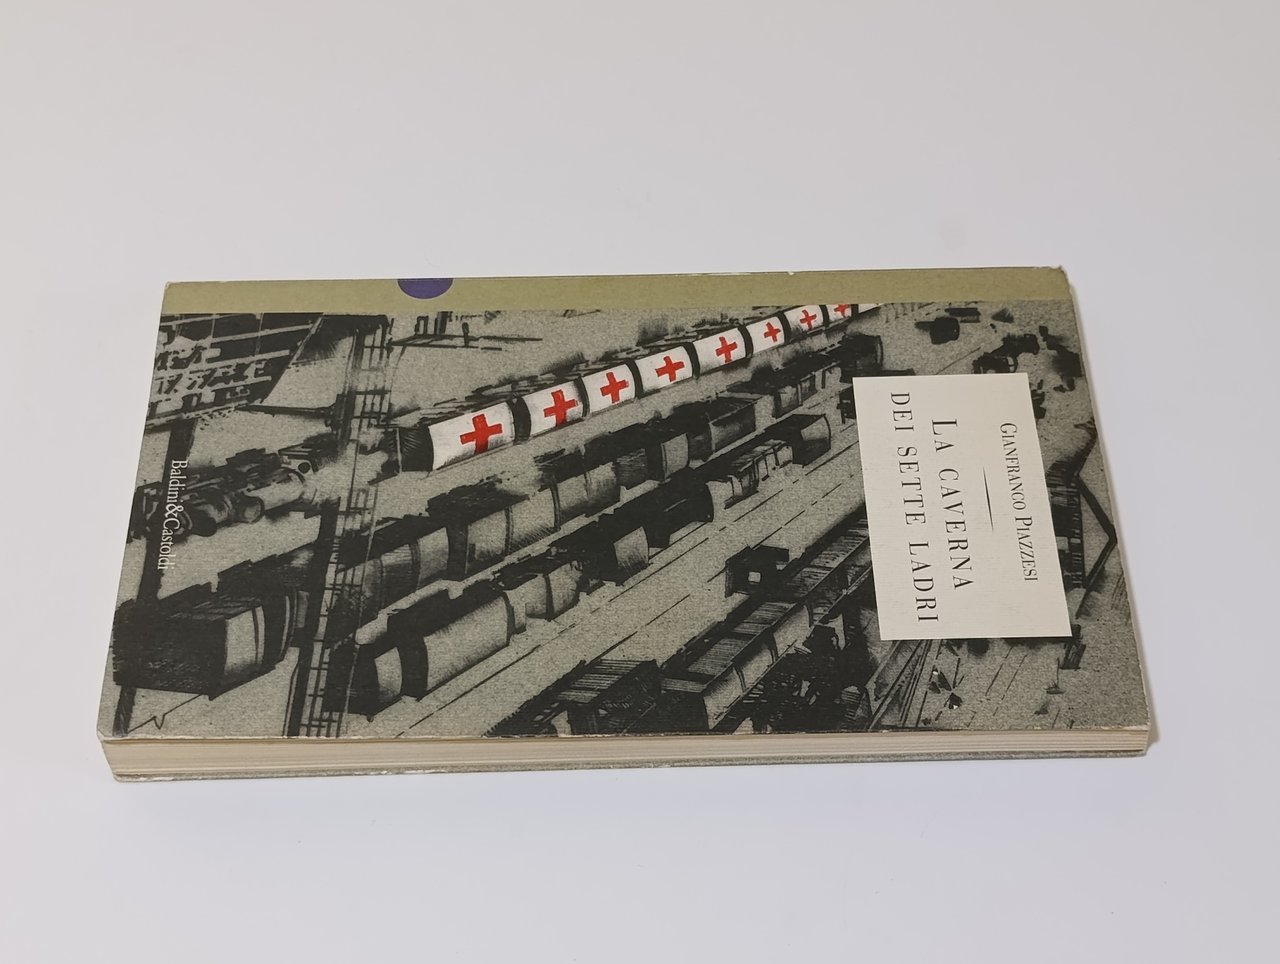 GIANFRANCO PIAZZESI
LA CAVERNA
DEI SETTE LADRI
Baldini&Castoldi